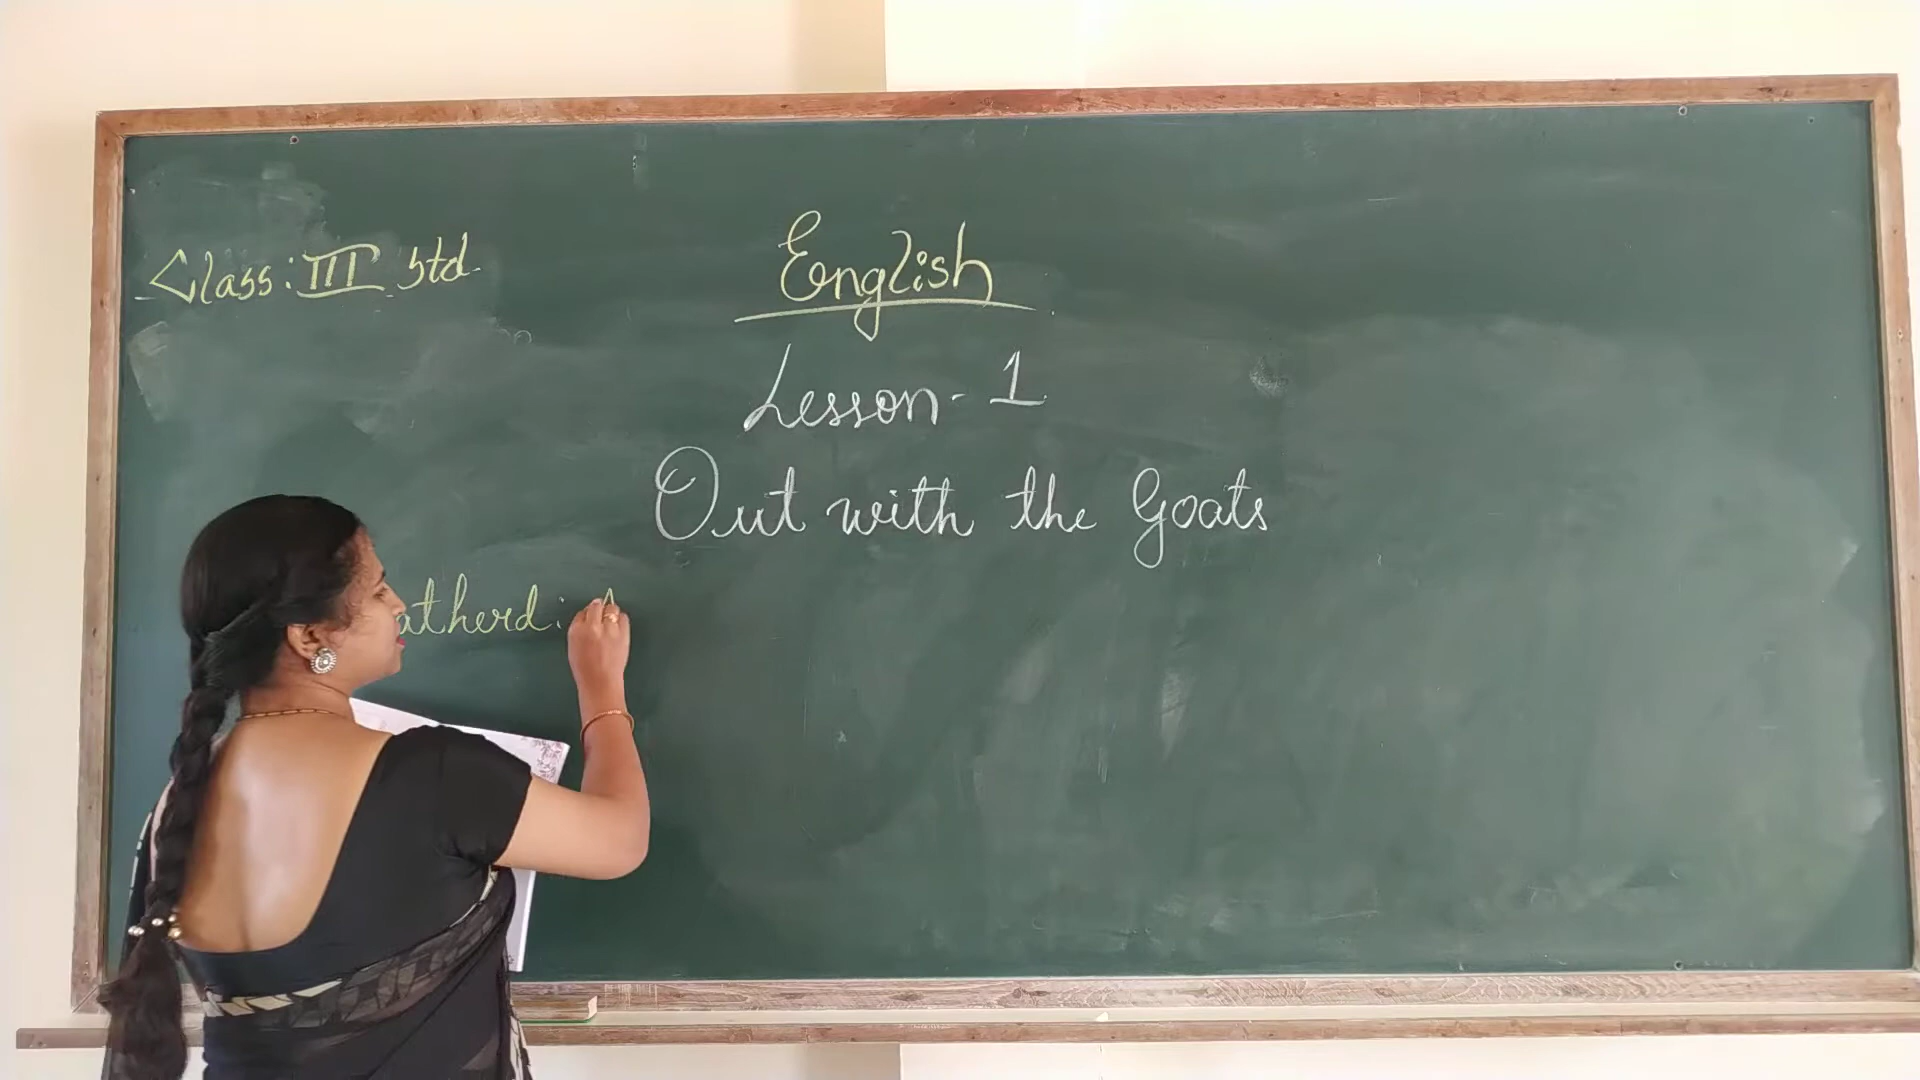 Class: III std
English
Lesson - 1
Out with the Goats
atherd :